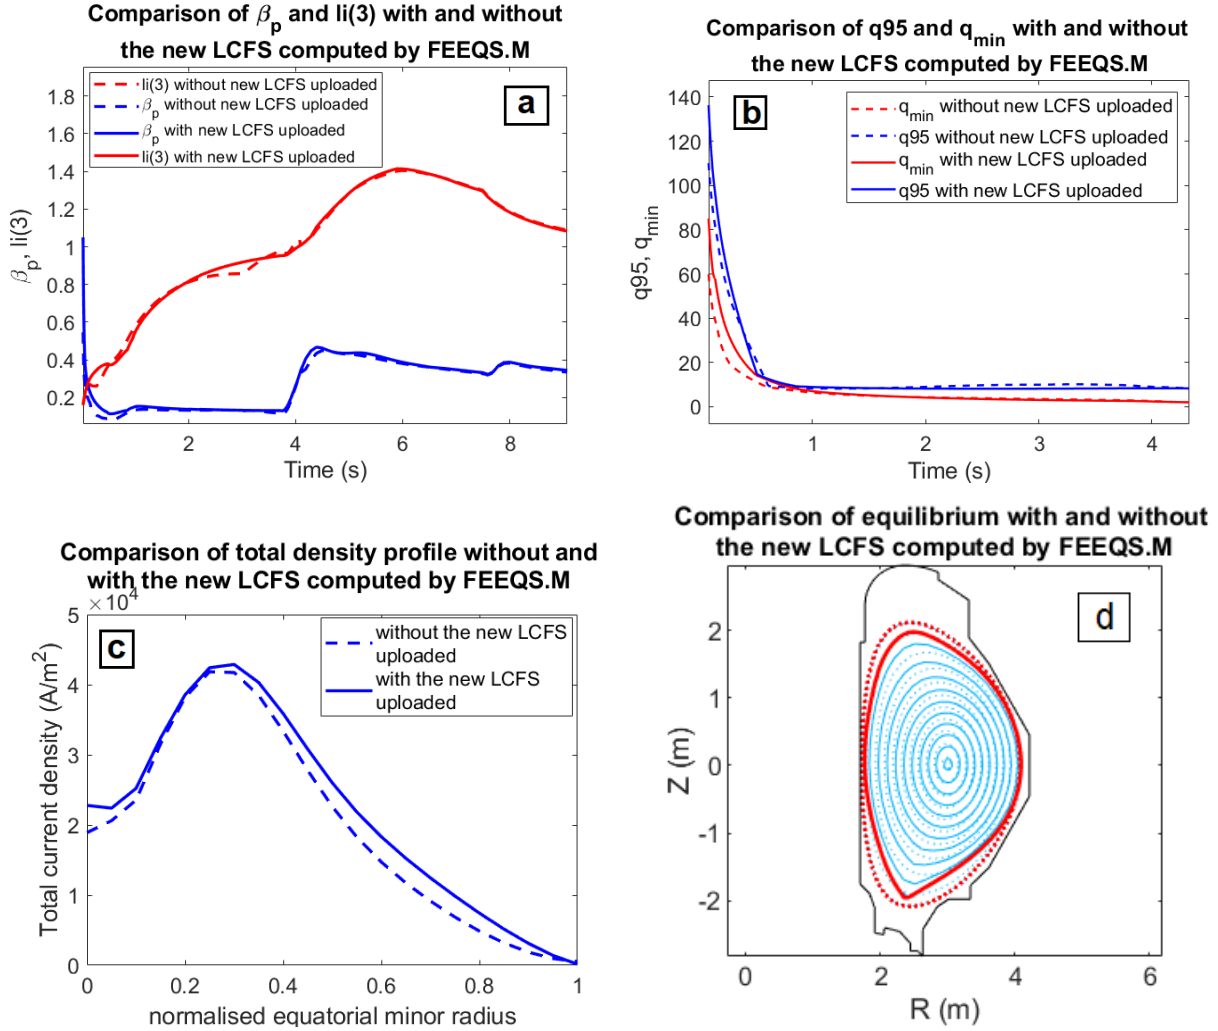 Comparison of βp and li(3) with and without
the new LCFS computed by FEEQS.M
li(3) without new LCFS uploaded
βp without new LCFS uploaded
βp with new LCFS uploaded
li(3) with new LCFS uploaded
a
1.8
1.6
1.4
1.2
1
0.8
0.6
0.4
0.2
βp, li(3)
2 4 6 8
Time (s)
Comparison of q95 and qmin with and without
the new LCFS computed by FEEQS.M
b
qmin without new LCFS uploaded
q95 without new LCFS uploaded
qmin with new LCFS uploaded
q95 with new LCFS uploaded
140
120
100
80
60
40
20
0
q95, qmin
1 2 3 4
Time (s)
Comparison of total density profile without and
with the new LCFS computed by FEEQS.M
×10^4
c
without the new LCFS
uploaded
with the new LCFS
uploaded
5
4
3
2
1
0
Total current density (A/m²)
0 0.2 0.4 0.6 0.8 1
normalised equatorial minor radius
Comparison of equilibrium with and without
the new LCFS computed by FEEQS.M
d
2
1
0
-1
-2
Z (m)
0 2 4 6
R (m)